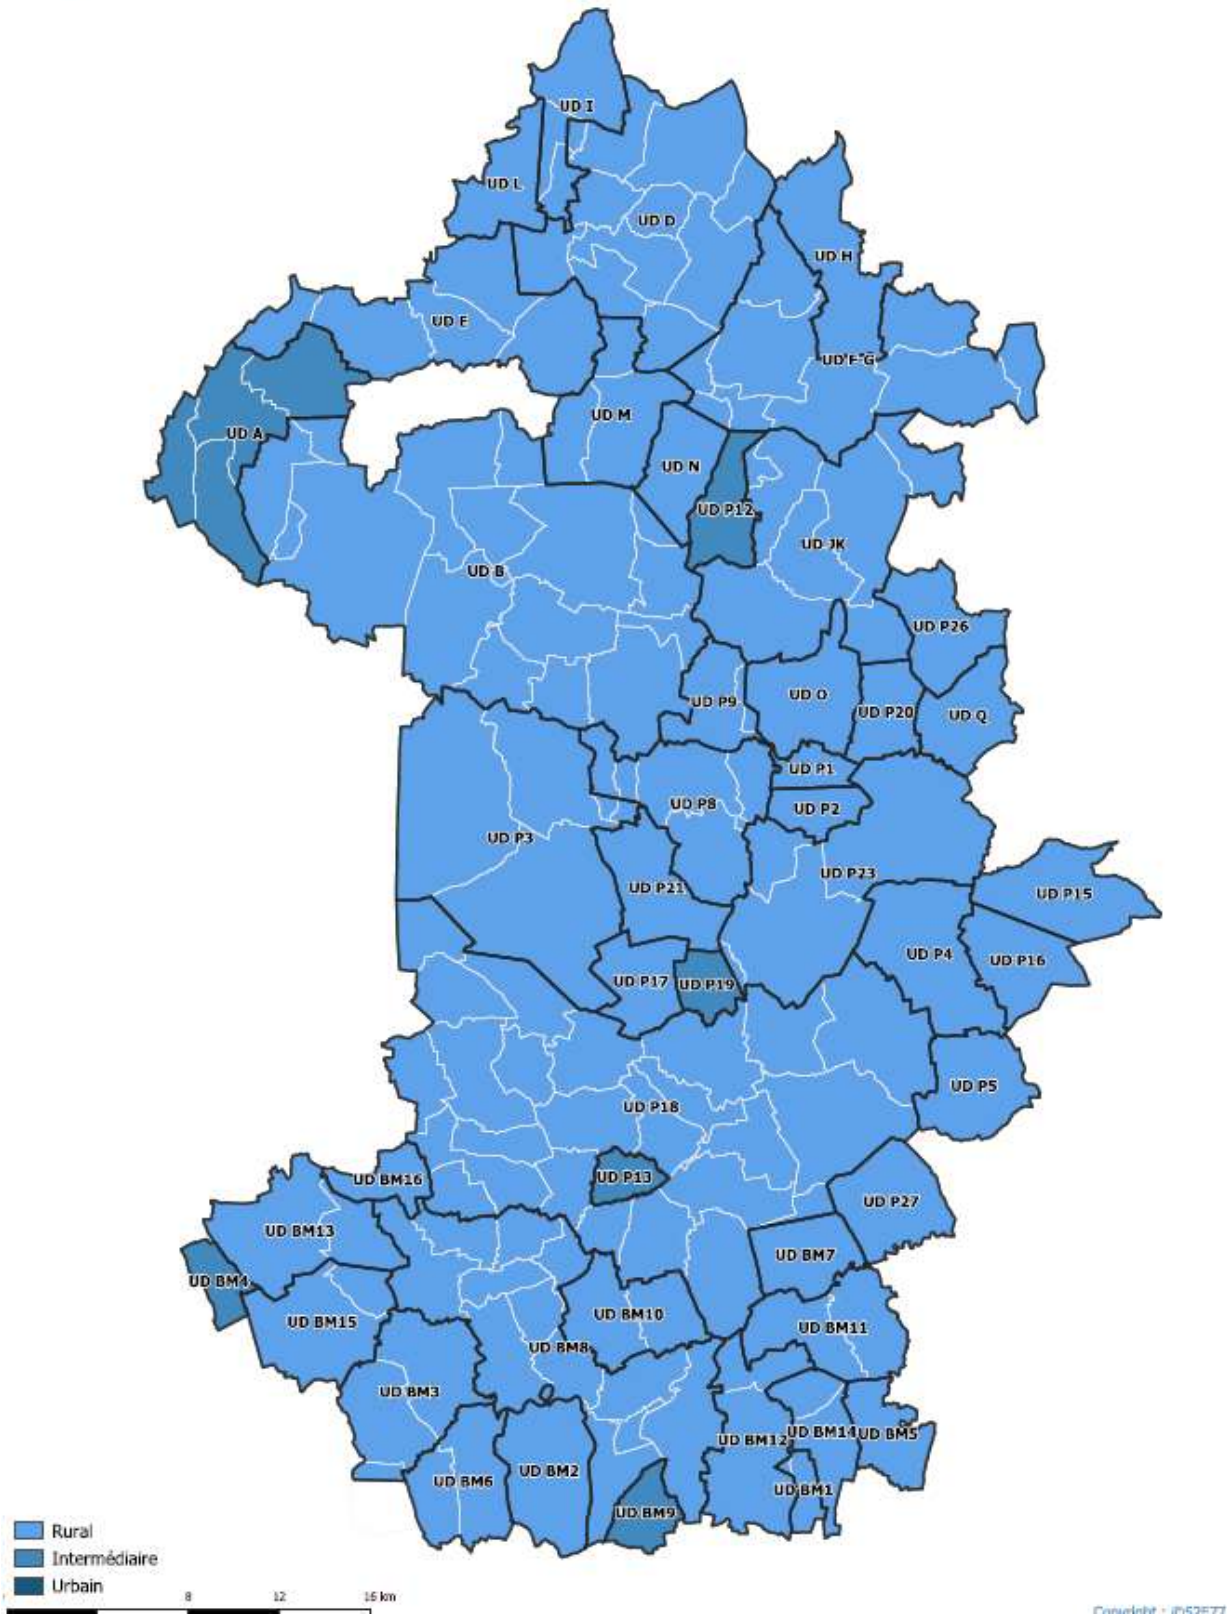 UD I
UD L
UD D
UD H
UD E
UD F-G
UD M
UD A
UD N
UD P12
UD JK
UD B
UD P26
UD O
UD P9
UD P20
UD Q
UD P1
UD P8
UD P2
UD P3
UD P23
UD P21
UD P15
UD P4
UD P16
UD P17
UD P19
UD P5
UD P18
UD P13
UD BM16
UD P27
UD BM13
UD BM7
UD BM4
UD BM10
UD BM15
UD BM11
UD BM8
UD BM3
UD BM14
UD BM5
UD BM12
UD BM2
UD BM6
UD BM1
UD BM9
Rural
Intermédiaire
Urbain
8 12 16 km
Copyright :